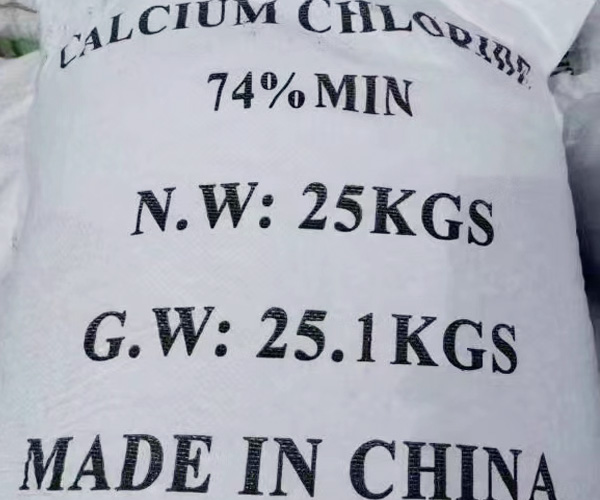 CALCIUM CHLORIDE
74% MIN
N.W: 25KGS
G.W: 25.1KGS
MADE IN CHINA